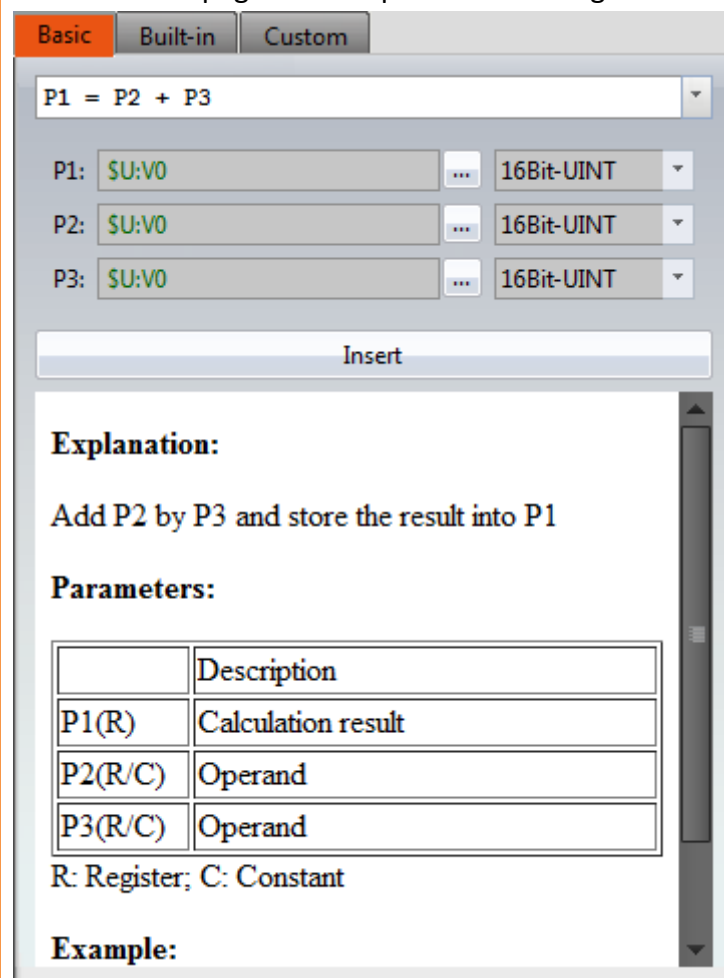 Basic Built-in Custom
P1 = P2 + P3
P1: $U:V0 ... 16Bit-UINT
P2: $U:V0 ... 16Bit-UINT
P3: $U:V0 ... 16Bit-UINT
Insert
Explanation:
Add P2 by P3 and store the result into P1
Parameters:
Description
P1(R) Calculation result
P2(R/C) Operand
P3(R/C) Operand
R: Register; C: Constant
Example: